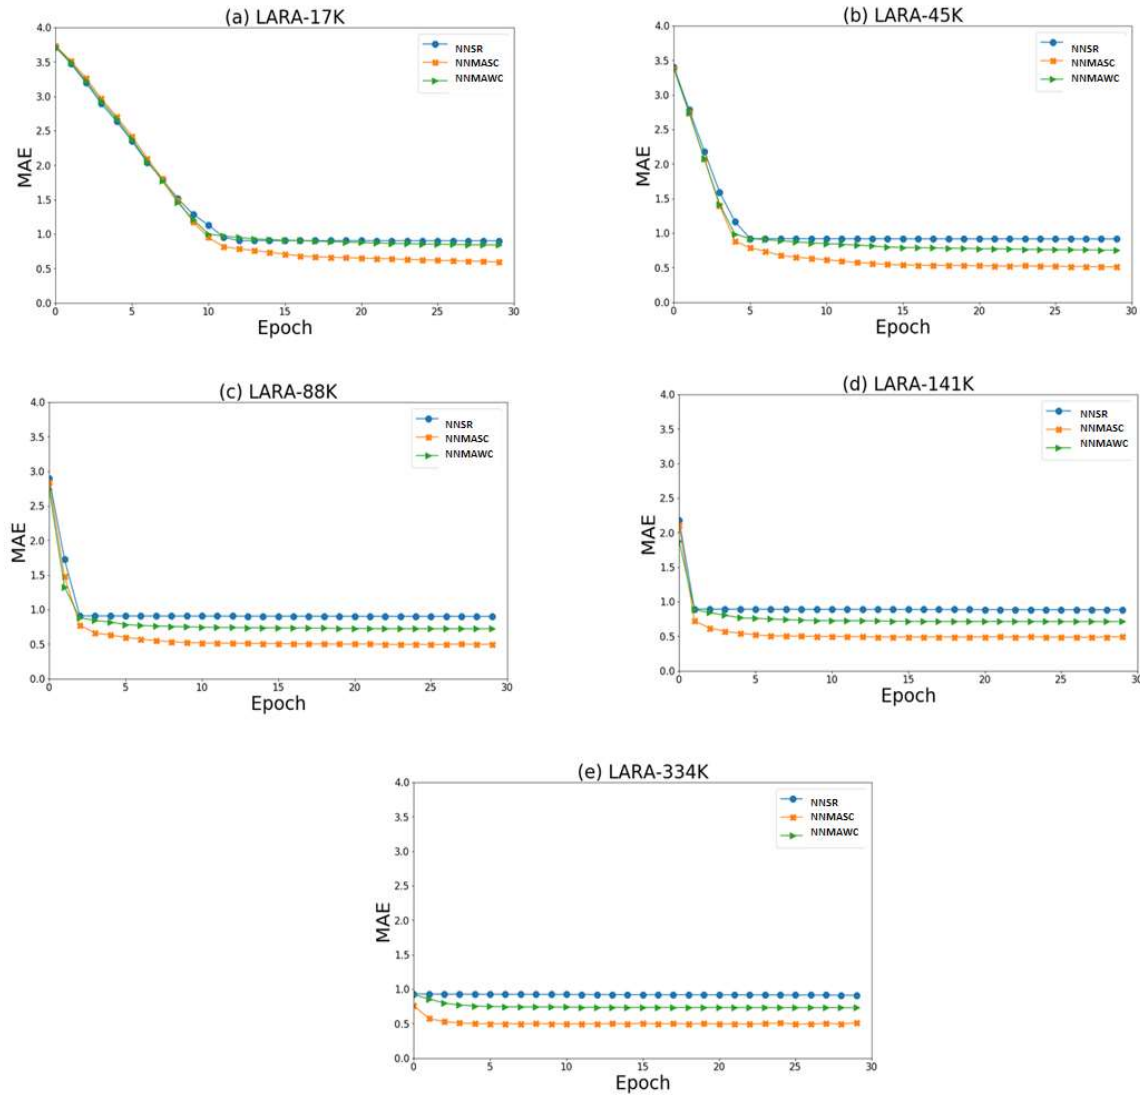 (a) LARA-17K
4.0
3.5
3.0
2.5
2.0
1.5
1.0
0.5
0.0
MAE
NNSR
NNMASC
NNMAWC
0 5 10 15 20 25 30
Epoch
(b) LARA-45K
4.0
3.5
3.0
2.5
2.0
1.5
1.0
0.5
0.0
MAE
NNSR
NNMASC
NNMAWC
0 5 10 15 20 25 30
Epoch
(c) LARA-88K
4.0
3.5
3.0
2.5
2.0
1.5
1.0
0.5
0.0
MAE
NNSR
NNMASC
NNMAWC
0 5 10 15 20 25 30
Epoch
(d) LARA-141K
4.0
3.5
3.0
2.5
2.0
1.5
1.0
0.5
0.0
MAE
NNSR
NNMASC
NNMAWC
0 5 10 15 20 25 30
Epoch
(e) LARA-334K
4.0
3.5
3.0
2.5
2.0
1.5
1.0
0.5
0.0
MAE
NNSR
NNMASC
NNMAWC
0 5 10 15 20 25 30
Epoch